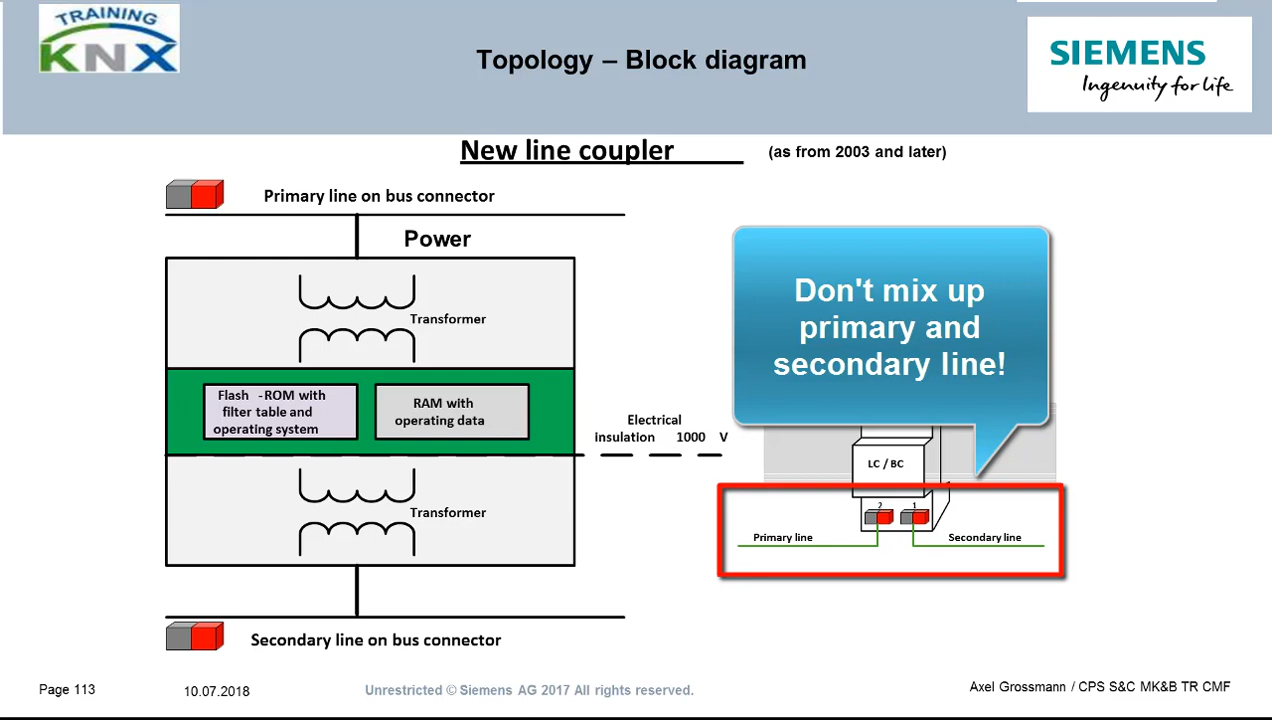 TRAINING
KNX
Topology – Block diagram
SIEMENS
Ingenuity for life
New line coupler
(as from 2003 and later)
Primary line on bus connector
Power
Transformer
Flash -ROM with
filter table and
operating system
RAM with
operating data
Electrical
insulation 1000 V
Transformer
Secondary line on bus connector
Don't mix up
primary and
secondary line!
LC / BC
2 1
Primary line
Secondary line
Page 113
10.07.2018
Unrestricted © Siemens AG 2017 All rights reserved.
Axel Grossmann / CPS S&C MK&B TR CMF